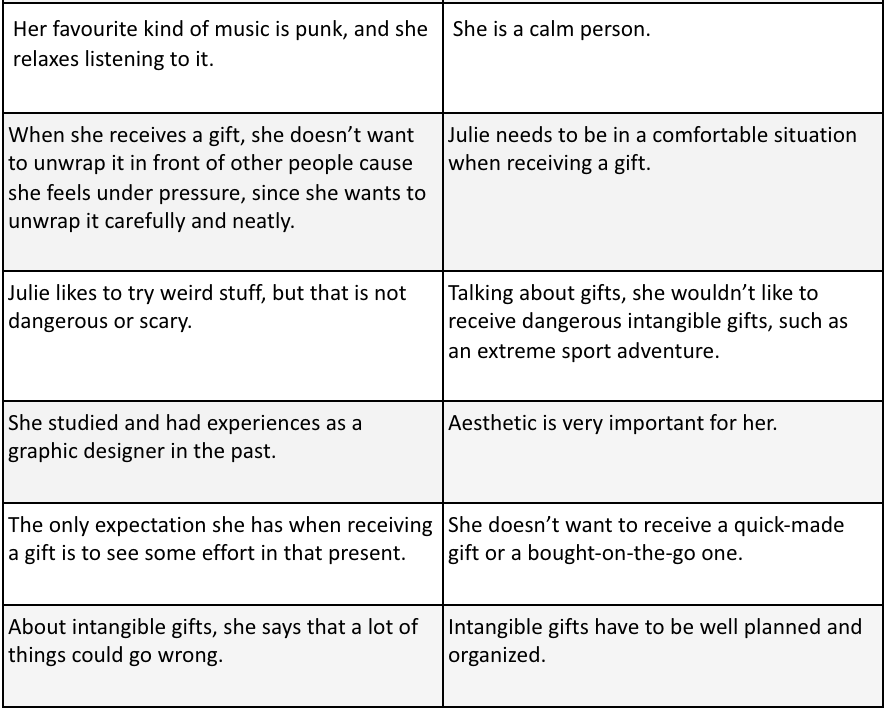 Her favourite kind of music is punk, and she
relaxes listening to it.
She is a calm person.
When she receives a gift, she doesn’t want
to unwrap it in front of other people cause
she feels under pressure, since she wants to
unwrap it carefully and neatly.
Julie needs to be in a comfortable situation
when receiving a gift.
Julie likes to try weird stuff, but that is not
dangerous or scary.
Talking about gifts, she wouldn’t like to
receive dangerous intangible gifts, such as
an extreme sport adventure.
She studied and had experiences as a
graphic designer in the past.
Aesthetic is very important for her.
The only expectation she has when receiving
a gift is to see some effort in that present.
She doesn’t want to receive a quick-made
gift or a bought-on-the-go one.
About intangible gifts, she says that a lot of
things could go wrong.
Intangible gifts have to be well planned and
organized.